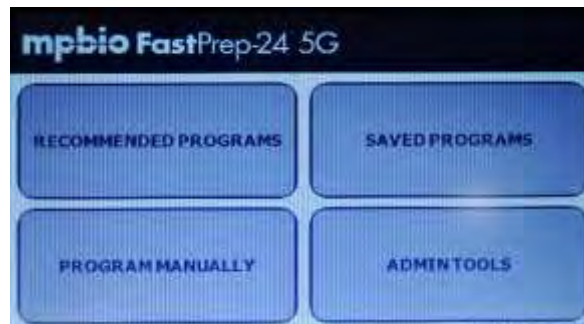 mpbio FastPrep-24 5G
RECOMMENDED PROGRAMS
SAVED PROGRAMS
PROGRAM MANUALLY
ADMIN TOOLS